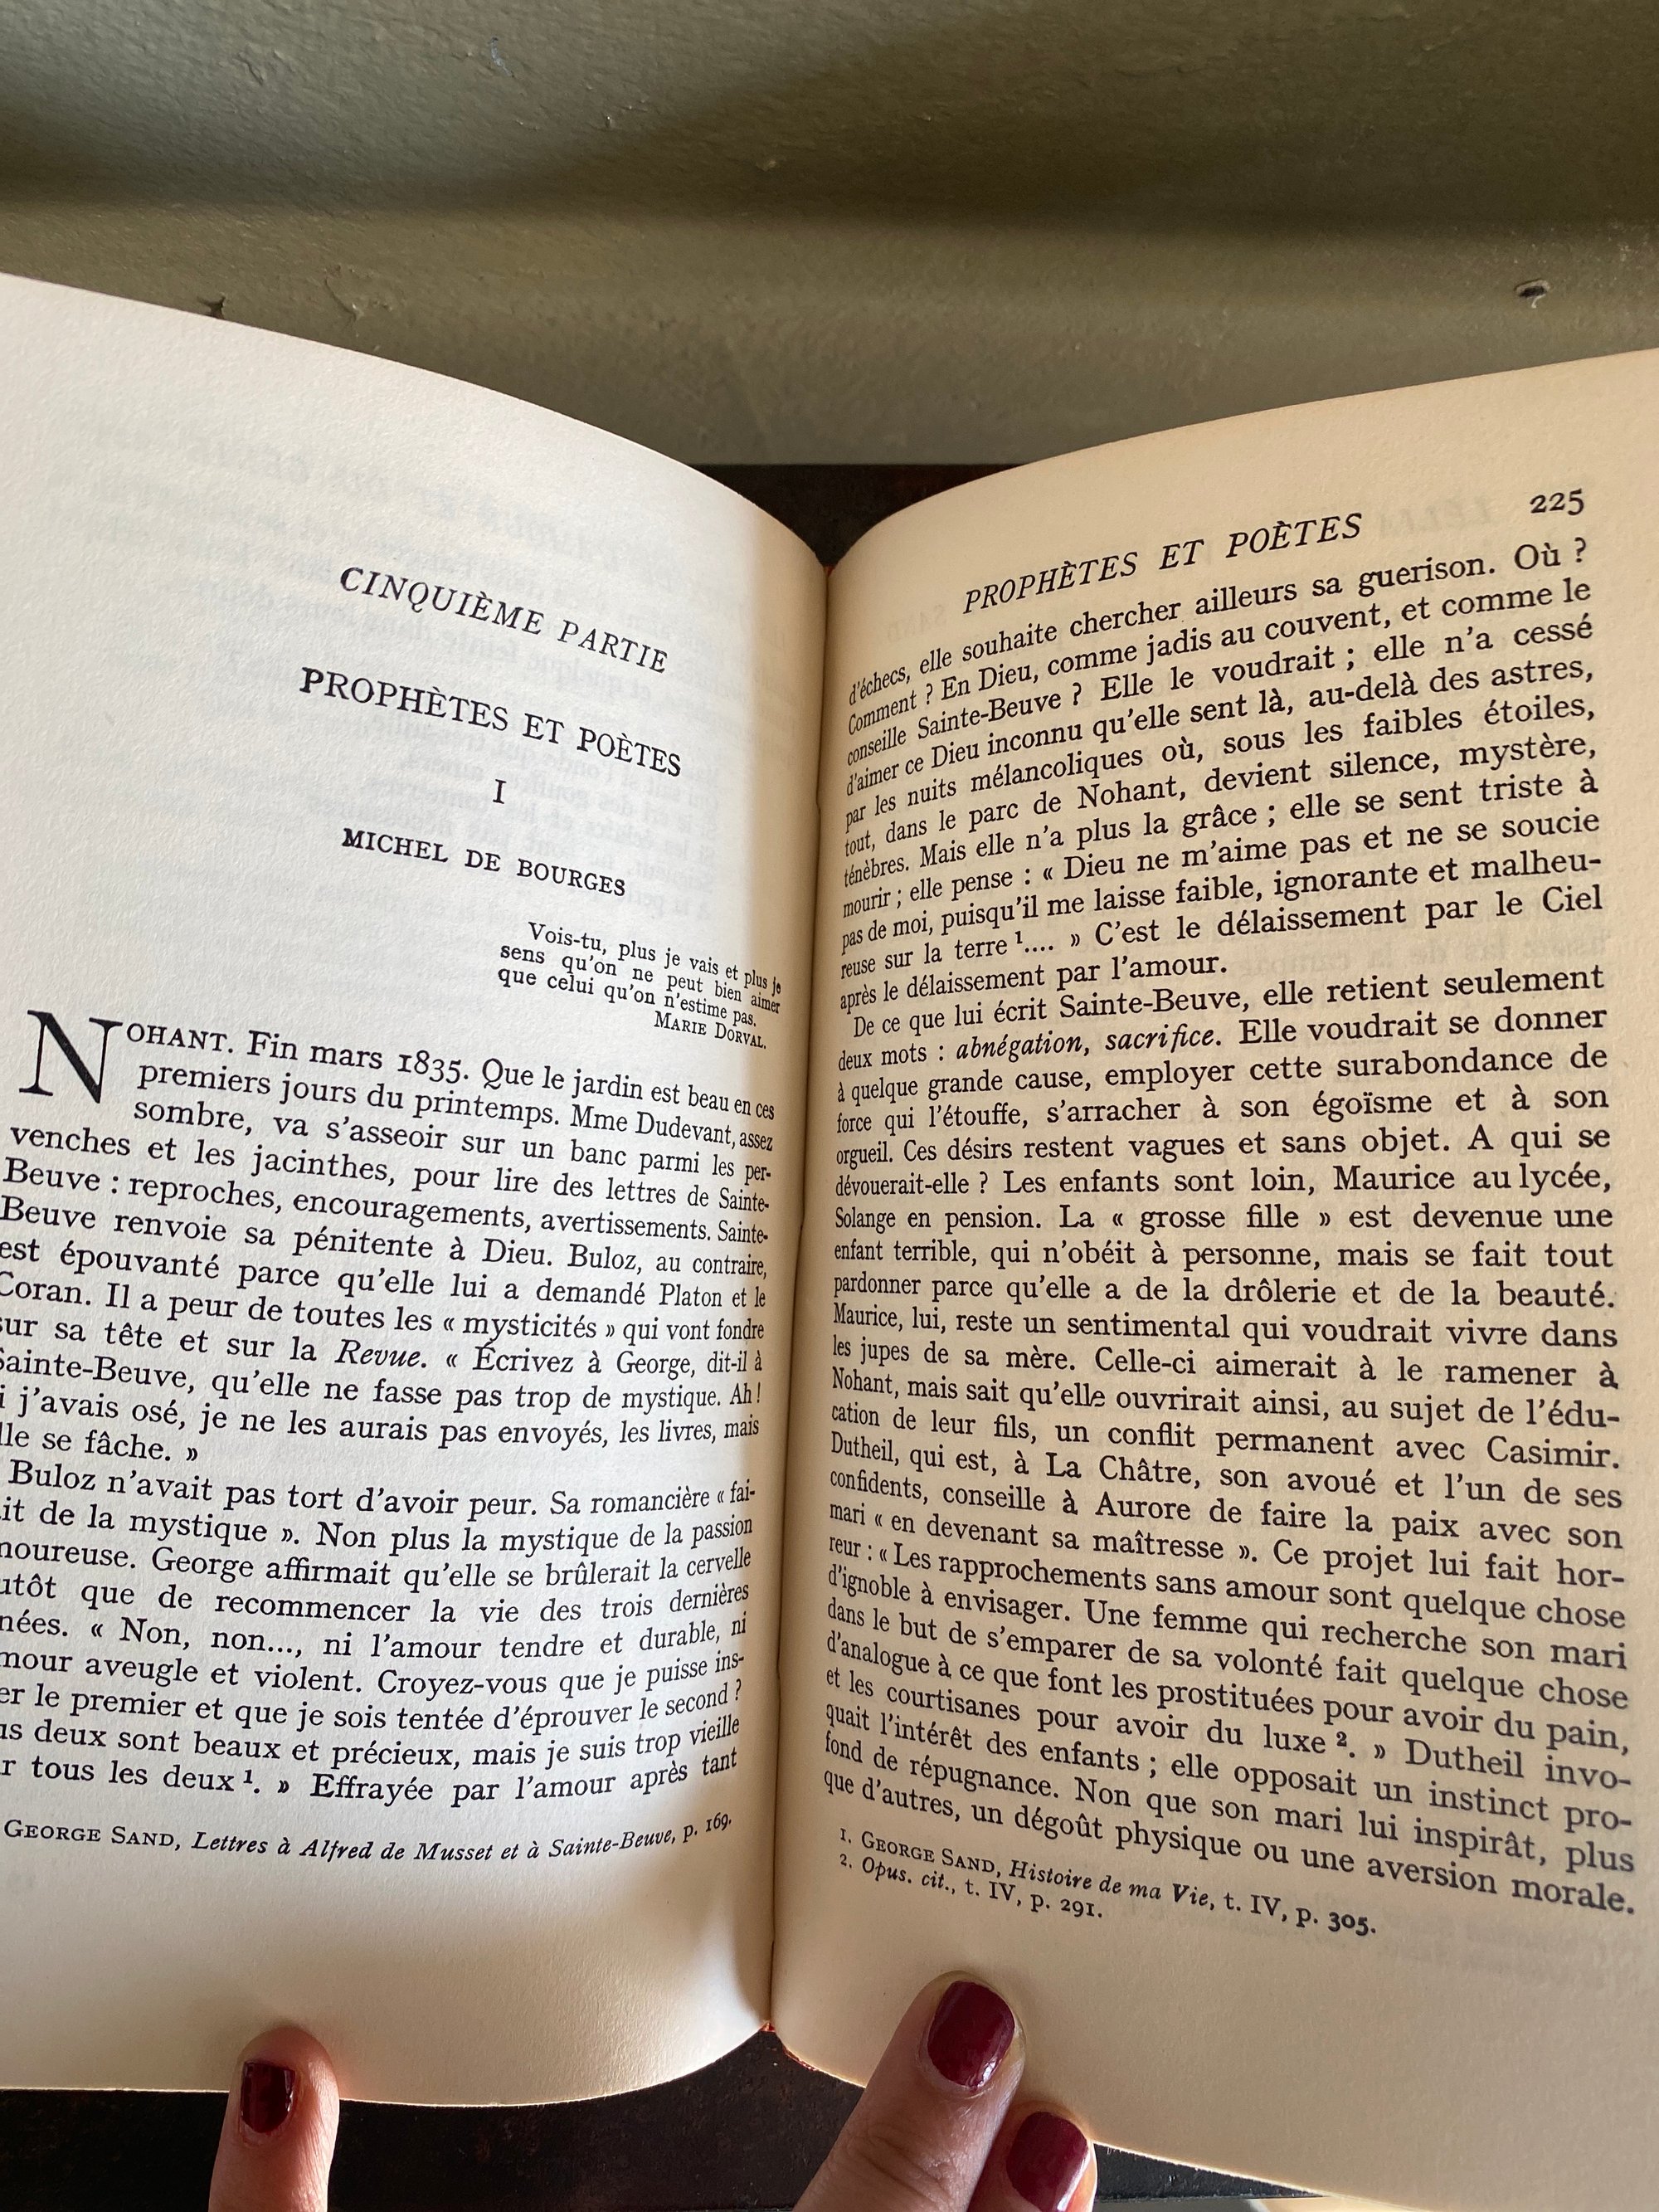 CINQUIÈME PARTIE
PROPHÈTES ET POÈTES
I
MICHEL DE BOURGES
Vois-tu, plus je vais et plus je
sens qu'on ne peut bien aimer
que celui qu'on n'estime pas.
MARIE DORVAL.
NOHANT. Fin mars 1835. Que le jardin est beau en ces
premiers jours du printemps. Mme Dudevant, assez
sombre, va s'asseoir sur un banc parmi les per-
venches et les jacinthes, pour lire des lettres de Sainte-
Beuve : reproches, encouragements, avertissements. Sainte-
Beuve renvoie sa pénitente à Dieu. Buloz, au contraire,
est épouvanté parce qu'elle lui a demandé Platon et le
Coran. Il a peur de toutes les « mysticités » qui vont fondre
sur sa tête et sur la Revue. « Écrivez à George, dit-il à
Sainte-Beuve, qu'elle ne fasse pas trop de mystique. Ah !
i j'avais osé, je ne les aurais pas envoyés, les livres, mais
lle se fâche. »
Buloz n'avait pas tort d'avoir peur. Sa romancière « fai-
it de la mystique ». Non plus la mystique de la passion
moureuse. George affirmait qu'elle se brûlerait la cervelle
utôt que de recommencer la vie des trois dernières
nées. « Non, non..., ni l'amour tendre et durable, ni
mour aveugle et violent. Croyez-vous que je puisse ins-
er le premier et que je sois tentée d'éprouver le second ?
us deux sont beaux et précieux, mais je suis trop vieille
r tous les deux 1. » Effrayée par l'amour après tant
GEORGE SAND, Lettres à Alfred de Musset et à Sainte-Beuve, p. 169.
PROPHÈTES ET POÈTES 225
d'échecs, elle souhaite chercher ailleurs sa guerison. Où ?
Comment ? En Dieu, comme jadis au couvent, et comme le
conseille Sainte-Beuve ? Elle le voudrait ; elle n'a cessé
d'aimer ce Dieu inconnu qu'elle sent là, au-delà des astres,
par les nuits mélancoliques où, sous les faibles étoiles,
tout, dans le parc de Nohant, devient silence, mystère,
ténèbres. Mais elle n'a plus la grâce ; elle se sent triste à
mourir ; elle pense : « Dieu ne m'aime pas et ne se soucie
pas de moi, puisqu'il me laisse faible, ignorante et malheu-
reuse sur la terre 1.... » C'est le délaissement par le Ciel
après le délaissement par l'amour.
De ce que lui écrit Sainte-Beuve, elle retient seulement
deux mots : abnégation, sacrifice. Elle voudrait se donner
à quelque grande cause, employer cette surabondance de
force qui l'étouffe, s'arracher à son égoïsme et à son
orgueil. Ces désirs restent vagues et sans objet. A qui se
dévouerait-elle ? Les enfants sont loin, Maurice au lycée,
Solange en pension. La « grosse fille » est devenue une
enfant terrible, qui n'obéit à personne, mais se fait tout
pardonner parce qu'elle a de la drôlerie et de la beauté.
Maurice, lui, reste un sentimental qui voudrait vivre dans
les jupes de sa mère. Celle-ci aimerait à le ramener à
Nohant, mais sait qu'elle ouvrirait ainsi, au sujet de l'édu-
cation de leur fils, un conflit permanent avec Casimir.
Dutheil, qui est, à La Châtre, son avoué et l'un de ses
confidents, conseille à Aurore de faire la paix avec son
mari « en devenant sa maîtresse ». Ce projet lui fait hor-
reur : « Les rapprochements sans amour sont quelque chose
d'ignoble à envisager. Une femme qui recherche son mari
dans le but de s'emparer de sa volonté fait quelque chose
d'analogue à ce que font les prostituées pour avoir du pain,
et les courtisanes pour avoir du luxe 2. » Dutheil invo-
quait l'intérêt des enfants ; elle opposait un instinct pro-
fond de répugnance. Non que son mari lui inspirât, plus
que d'autres, un dégoût physique ou une aversion morale.
1. GEORGE SAND, Histoire de ma Vie, t. IV, p. 305.
2. Opus. cit., t. IV, p. 291.